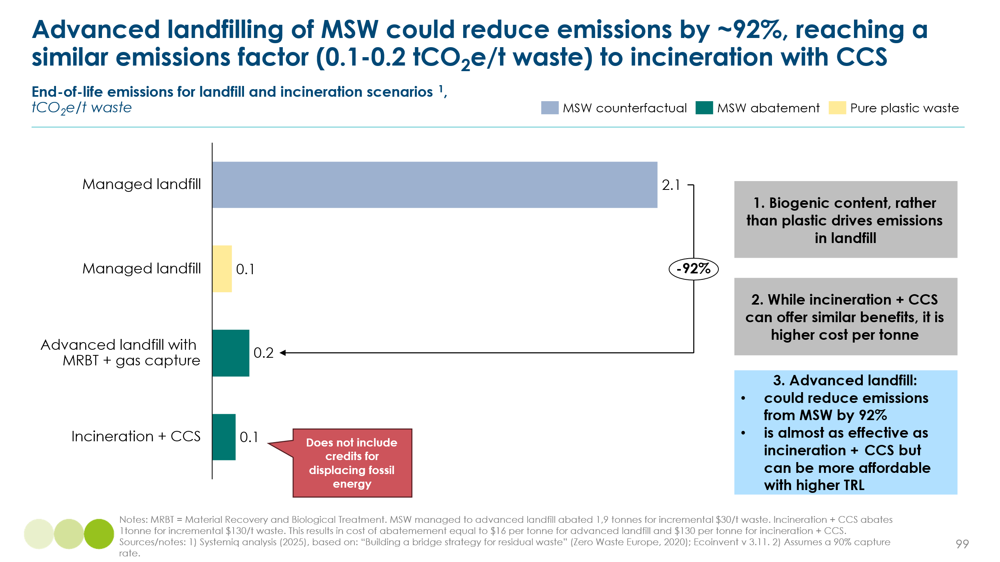 Advanced landfilling of MSW could reduce emissions by ~92%, reaching a
similar emissions factor (0.1-0.2 tCO₂e/t waste) to incineration with CCS
End-of-life emissions for landfill and incineration scenarios ¹,
tCO₂e/t waste
MSW counterfactual
MSW abatement
Pure plastic waste
Managed landfill
2.1
Managed landfill
0.1
-92%
Advanced landfill with
MRBT + gas capture
0.2
Incineration + CCS
0.1
Does not include
credits for
displacing fossil
energy
1. Biogenic content, rather
than plastic drives emissions
in landfill
2. While incineration + CCS
can offer similar benefits, it is
higher cost per tonne
3. Advanced landfill:
• could reduce emissions
from MSW by 92%
• is almost as effective as
incineration + CCS but
can be more affordable
with higher TRL
Notes: MRBT = Material Recovery and Biological Treatment. MSW managed to advanced landfill abated 1,9 tonnes for incremental $30/t waste. Incineration + CCS abates
1tonne for incremental $130/t waste. This results in cost of abatemement equal to $16 per tonne for advanced landfill and $130 per tonne for incineration + CCS.
Sources/notes: 1) Systemiq analysis (2025), based on: “Building a bridge strategy for residual waste” (Zero Waste Europe, 2020); Ecoinvent v 3.11. 2) Assumes a 90% capture
rate.
99